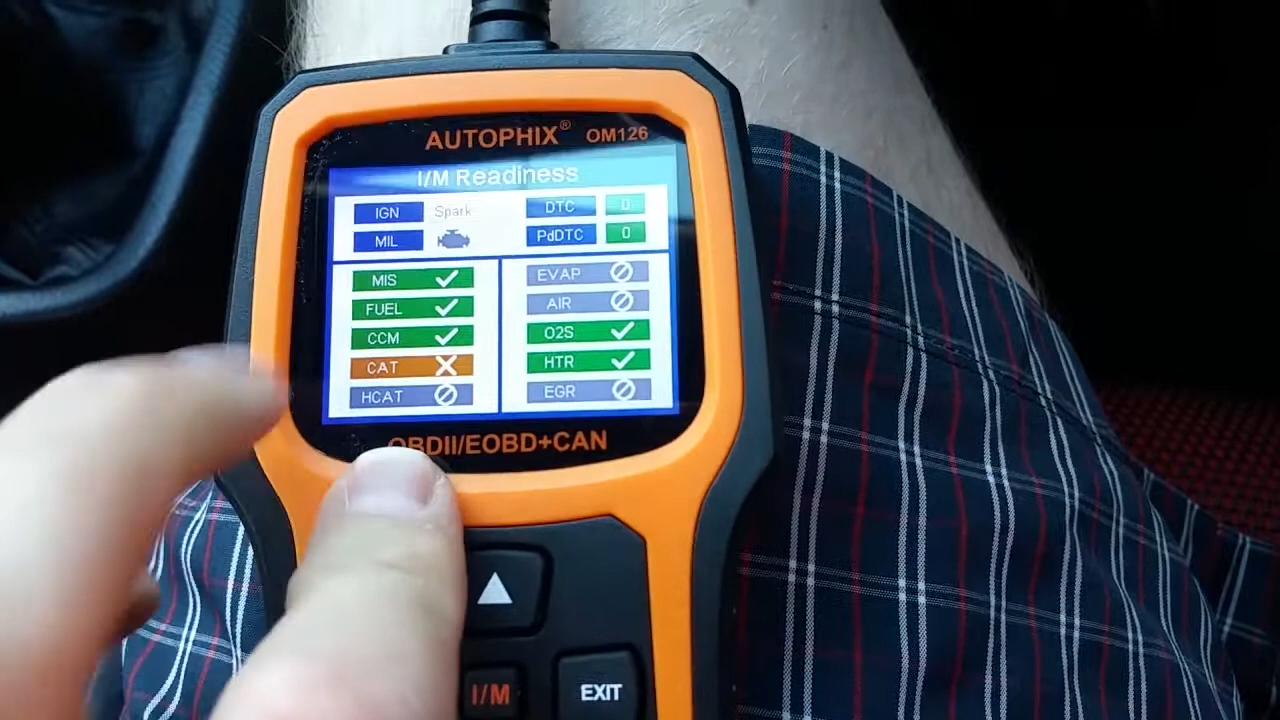 AUTOPHIX® OM126
I/M Readiness
IGN Spark DTC 0
MIL PdDTC 0
MIS EVAP
FUEL AIR
CCM O2S
CAT HTR
HCAT EGR
OBDII/EOBD+CAN
I/M EXIT